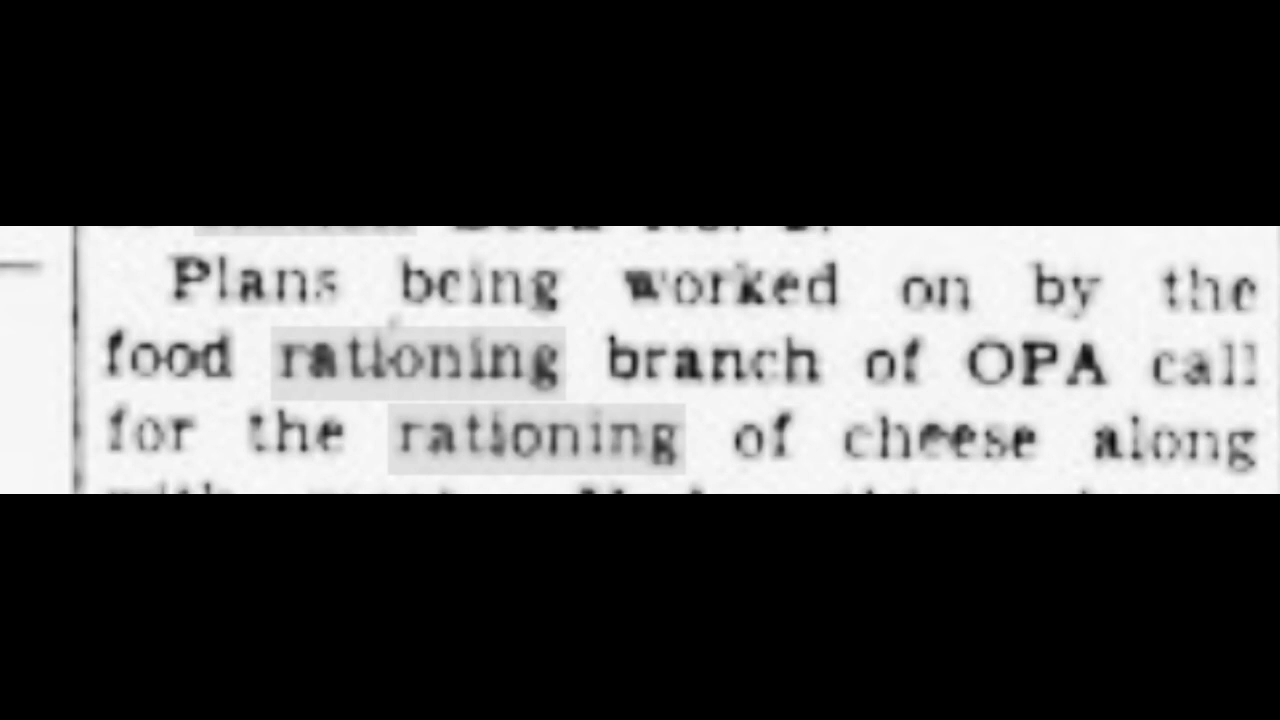 Plans being worked on by the
food rationing branch of OPA call
for the rationing of cheese along